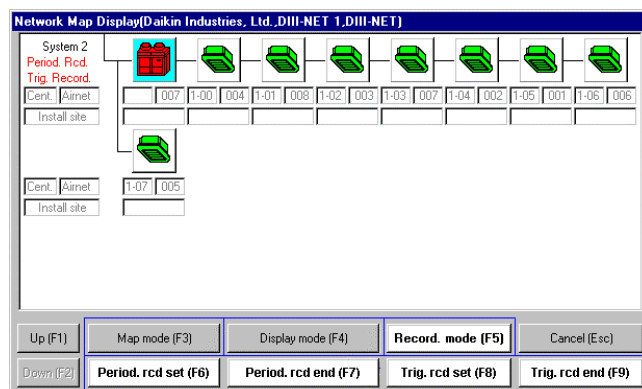 Network Map Display(Daikin Industries, Ltd.,DIII-NET 1,DIII-NET)
System 2
Period. Rcd.
Trig. Record.
Cent. Airnet 007 1-00 004 1-01 008 1-02 003 1-03 007 1-04 002 1-05 001 1-06 006
Install site
Cent. Airnet 1-07 005
Install site
Up (F1) Map mode (F3) Display mode (F4) Record. mode (F5) Cancel (Esc)
Down (F2) Period. rcd set (F6) Period. rcd end (F7) Trig. rcd set (F8) Trig. rcd end (F9)